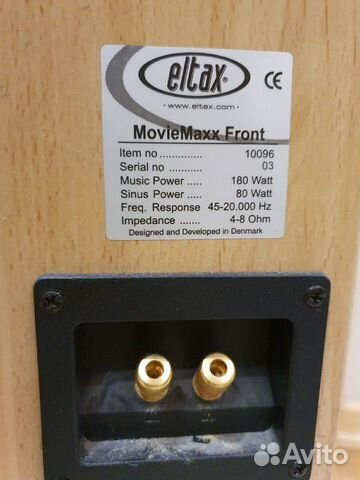 eltax®
CE
· www.eltax.com ·
MovieMaxx Front
Item no .............. 10096
Serial no ............ 03
Music Power ..... 180 Watt
Sinus Power ..... 80 Watt
Freq. Response 45-20.000 Hz
Impedance ....... 4-8 Ohm
Designed and Developed in Denmark
Avito